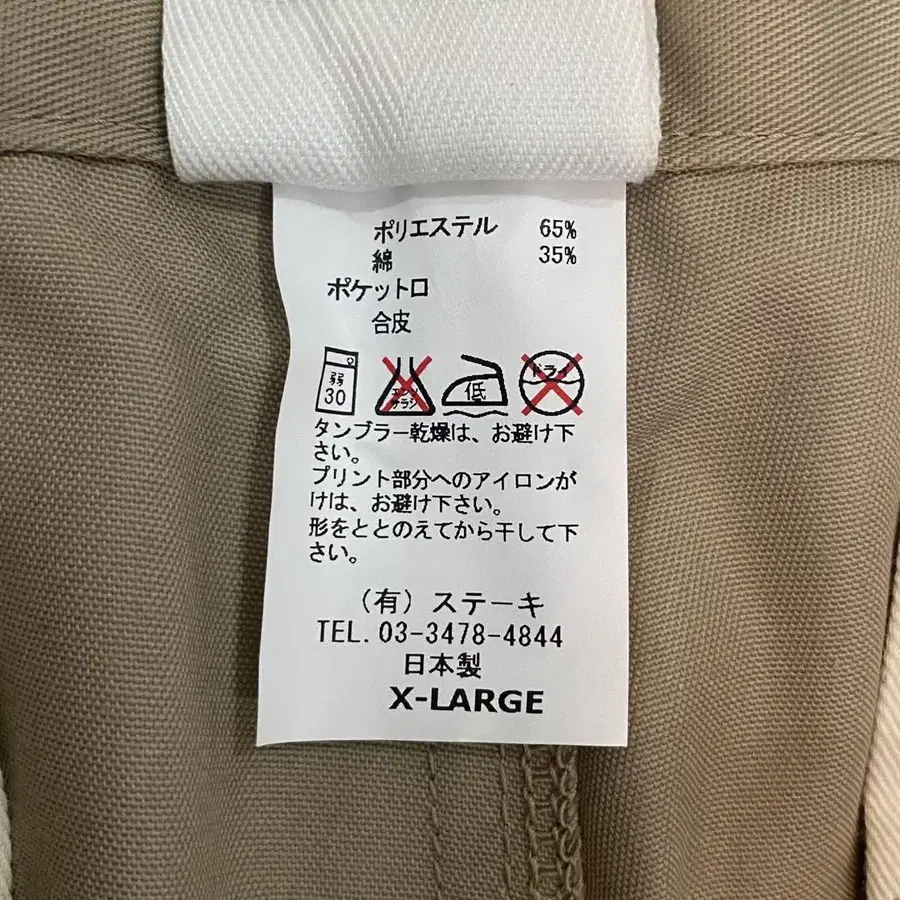 ポリエステル 65%
綿 35%
ポケット口
合皮
弱 30 エンソ サラシ 低 ドライ
タンブラー乾燥は、お避け下
さい。
プリント部分へのアイロンが
けは、お避け下さい。
形をととのえてから干して下
さい。
(有) ステーキ
TEL. 03-3478-4844
日本製
X-LARGE